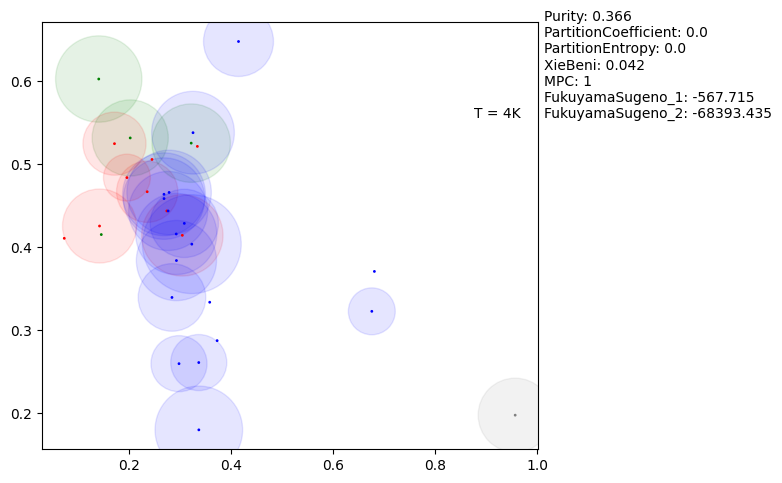 Purity: 0.366
PartitionCoefficient: 0.0
PartitionEntropy: 0.0
XieBeni: 0.042
MPC: 1
FukuyamaSugeno_1: -567.715
FukuyamaSugeno_2: -68393.435
T = 4K
0.6
0.5
0.4
0.3
0.2
0.2 0.4 0.6 0.8 1.0